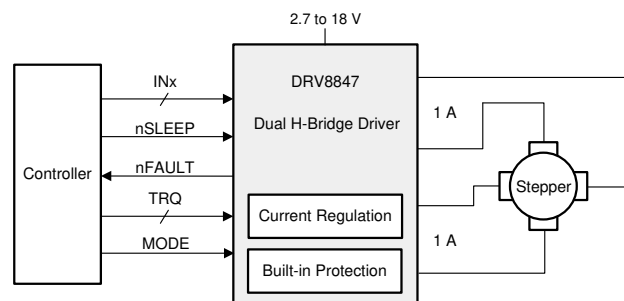 2.7 to 18 V
DRV8847
Dual H-Bridge Driver
Controller
INx
nSLEEP
nFAULT
TRQ
MODE
Current Regulation
Built-in Protection
1 A
Stepper
1 A